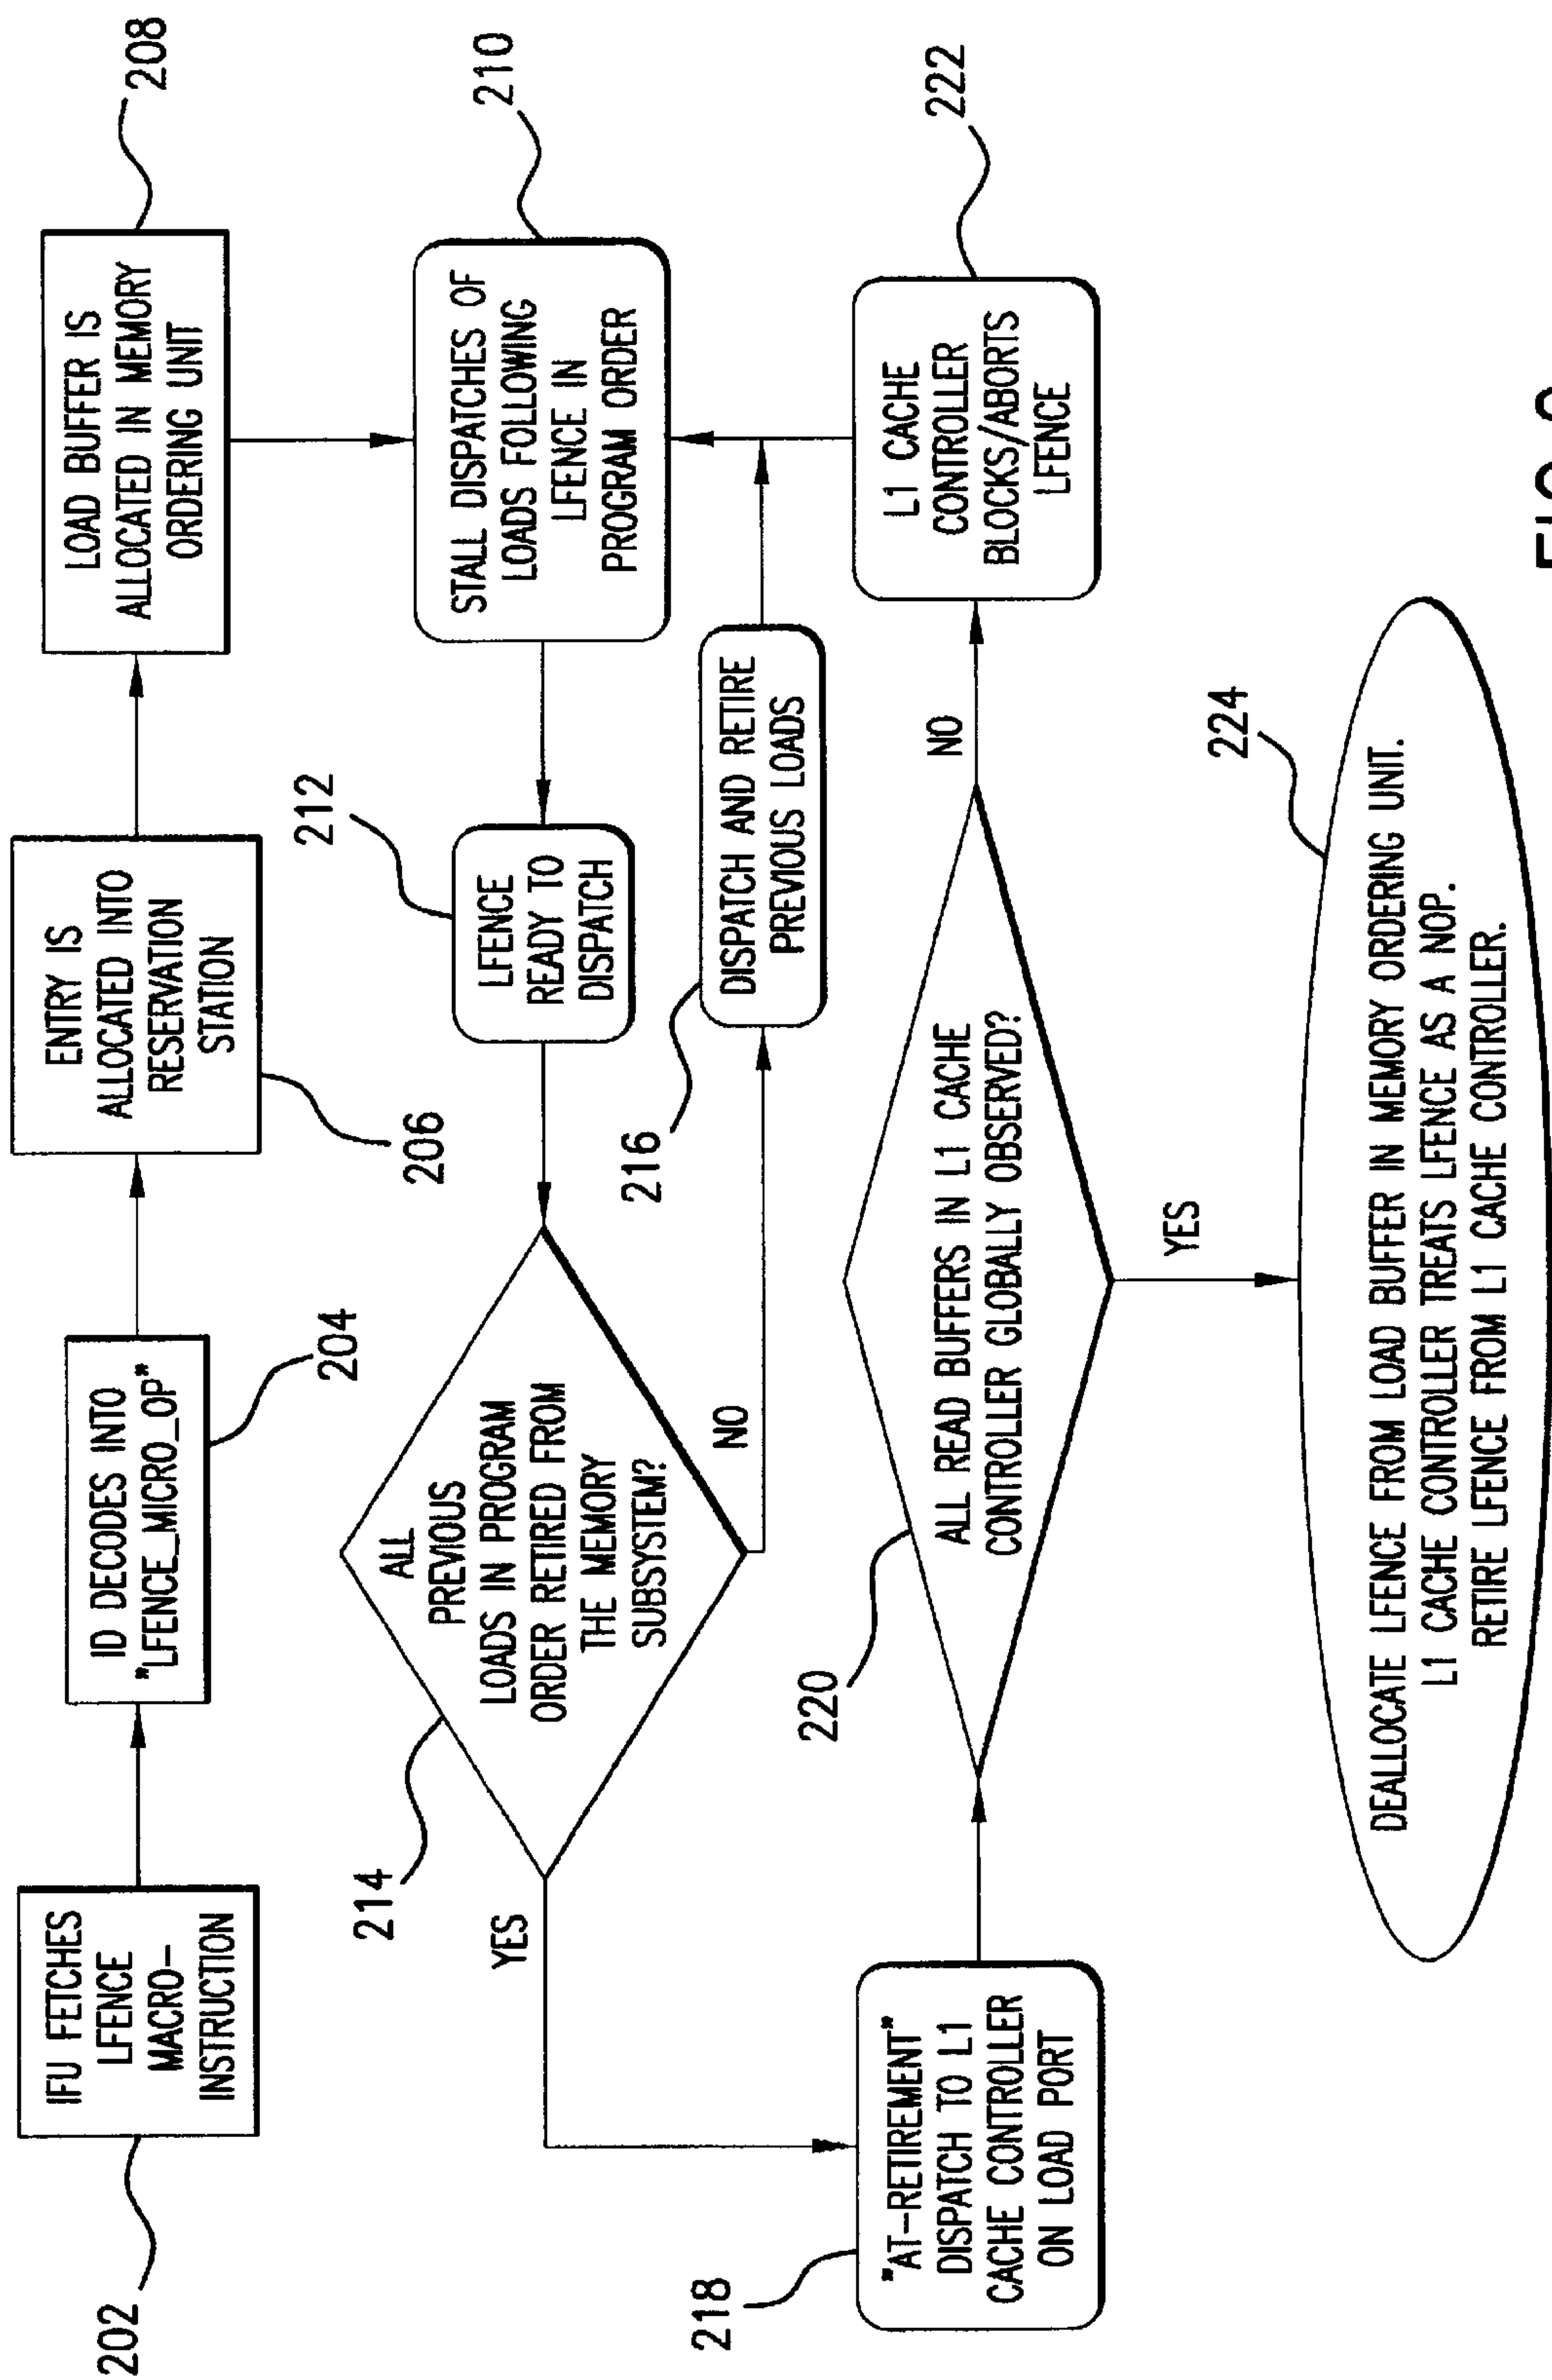 202
IFU FETCHES
LFENCE
MACRO–
INSTRUCTION
204
ID DECODES INTO
"LFENCE_MICRO_OP"
206
ENTRY IS
ALLOCATED INTO
RESERVATION
STATION
208
LOAD BUFFER IS
ALLOCATED IN MEMORY
ORDERING UNIT
210
STALL DISPATCHES OF
LOADS FOLLOWING
LFENCE IN
PROGRAM ORDER
212
LFENCE
READY TO
DISPATCH
214
ALL
PREVIOUS
LOADS IN PROGRAM
ORDER RETIRED FROM
THE MEMORY
SUBSYSTEM?
YES
NO
216
DISPATCH AND RETIRE
PREVIOUS LOADS
218
"AT–RETIREMENT"
DISPATCH TO L1
CACHE CONTROLLER
ON LOAD PORT
220
ALL READ BUFFERS IN L1 CACHE
CONTROLLER GLOBALLY OBSERVED?
NO
YES
222
L1 CACHE
CONTROLLER
BLOCKS/ABORTS
LFENCE
224
DEALLOCATE LFENCE FROM LOAD BUFFER IN MEMORY ORDERING UNIT.
L1 CACHE CONTROLLER TREATS LFENCE AS A NOP.
RETIRE LFENCE FROM L1 CACHE CONTROLLER.